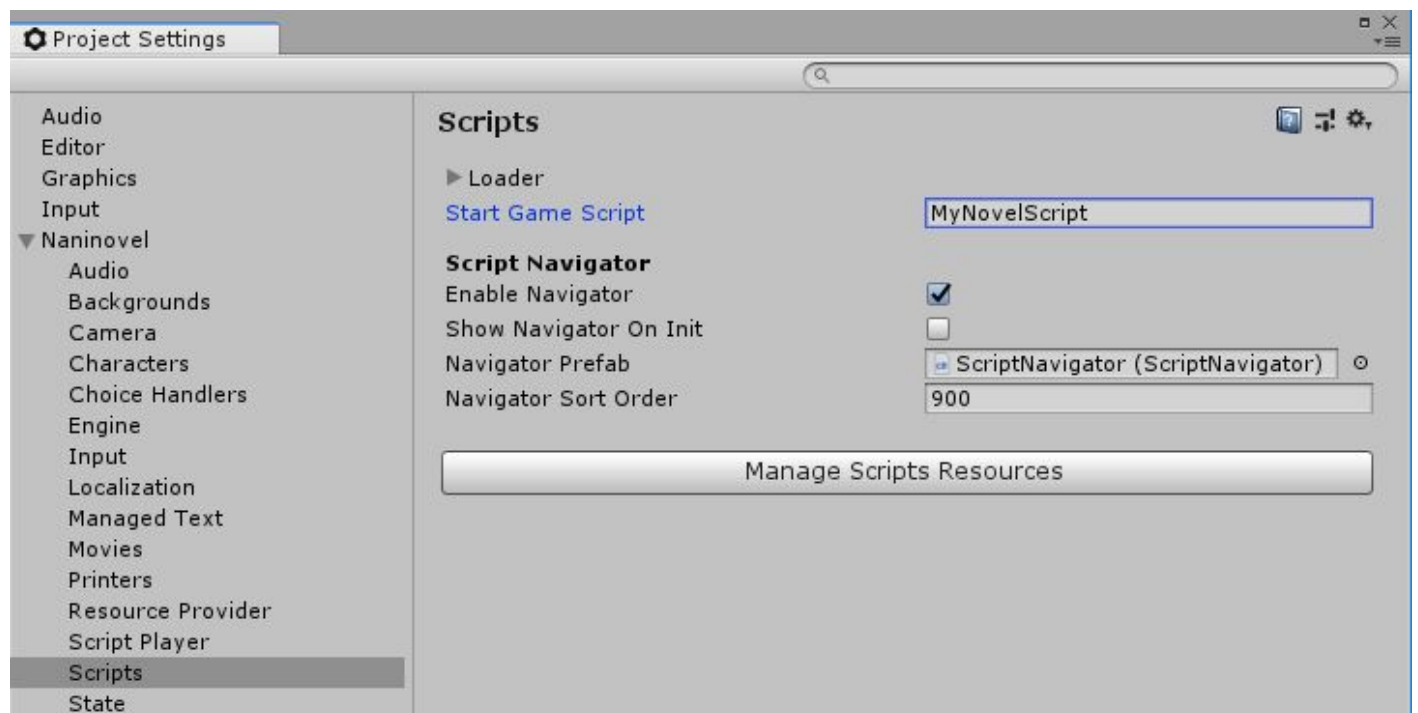 Project Settings
Audio
Editor
Graphics
Input
Naninovel
Audio
Backgrounds
Camera
Characters
Choice Handlers
Engine
Input
Localization
Managed Text
Movies
Printers
Resource Provider
Script Player
Scripts
State
Scripts
Loader
Start Game Script MyNovelScript
Script Navigator
Enable Navigator
Show Navigator On Init
Navigator Prefab ScriptNavigator (ScriptNavigator)
Navigator Sort Order 900
Manage Scripts Resources